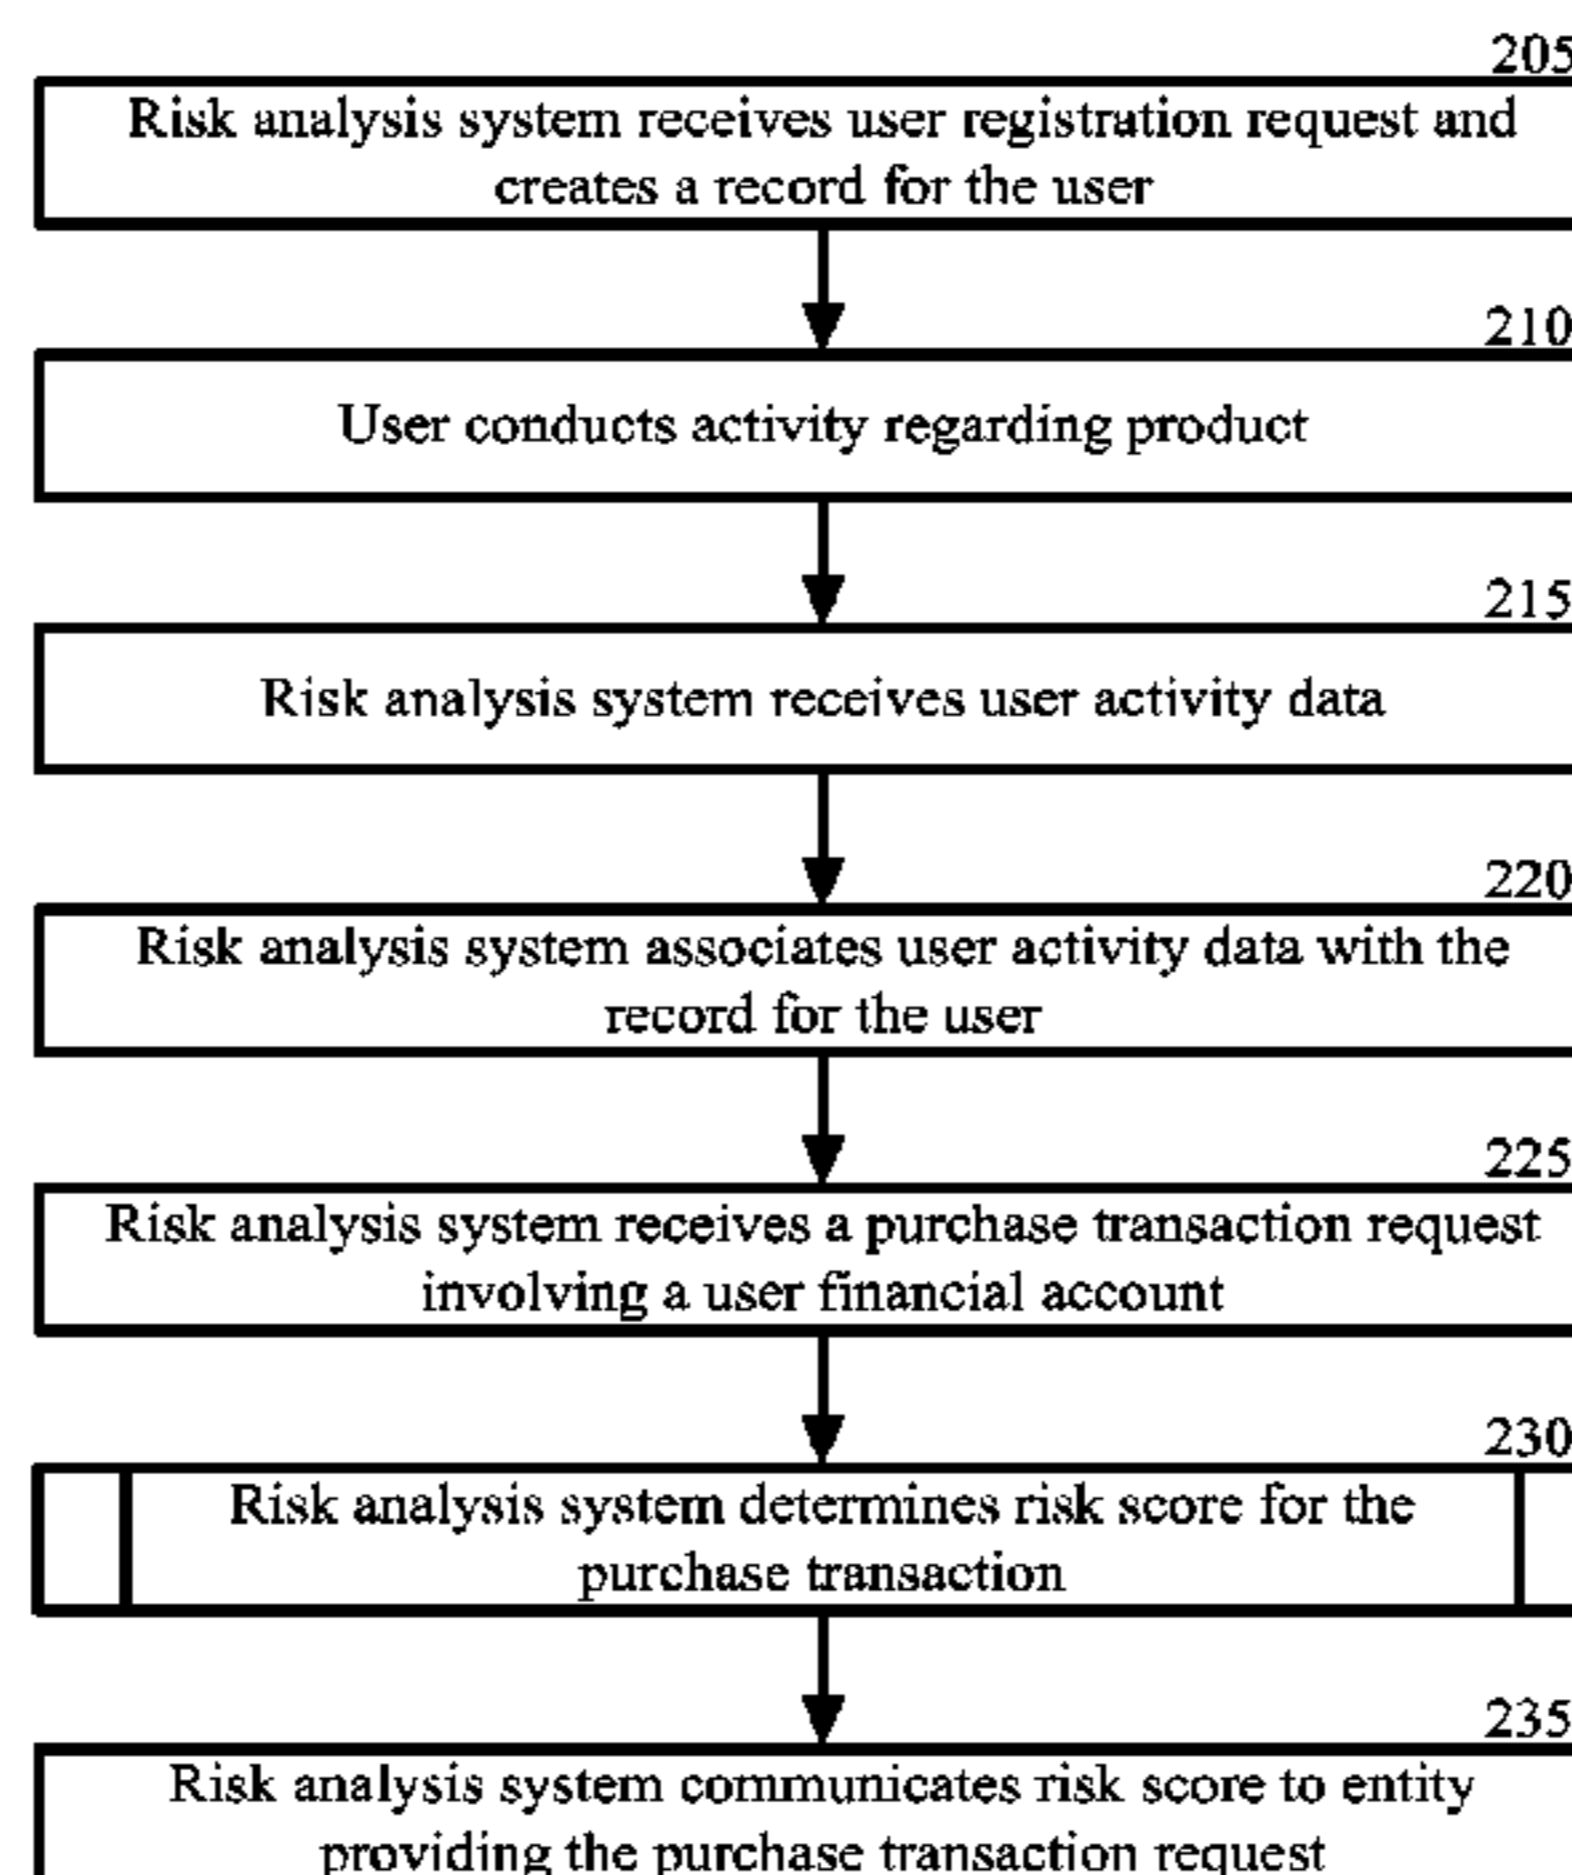 205
Risk analysis system receives user registration request and
creates a record for the user
210
User conducts activity regarding product
215
Risk analysis system receives user activity data
220
Risk analysis system associates user activity data with the
record for the user
225
Risk analysis system receives a purchase transaction request
involving a user financial account
230
Risk analysis system determines risk score for the
purchase transaction
235
Risk analysis system communicates risk score to entity
providing the purchase transaction request